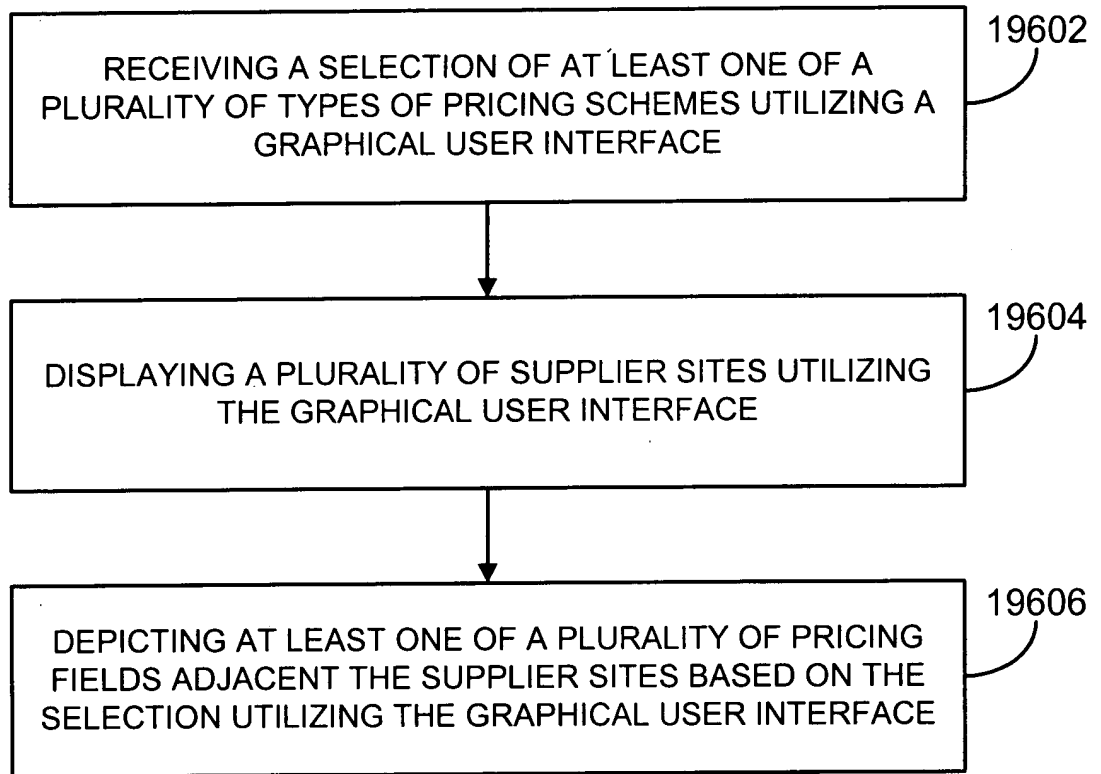 19602
RECEIVING A SELECTION OF AT LEAST ONE OF A
PLURALITY OF TYPES OF PRICING SCHEMES UTILIZING A
GRAPHICAL USER INTERFACE
19604
DISPLAYING A PLURALITY OF SUPPLIER SITES UTILIZING
THE GRAPHICAL USER INTERFACE
19606
DEPICTING AT LEAST ONE OF A PLURALITY OF PRICING
FIELDS ADJACENT THE SUPPLIER SITES BASED ON THE
SELECTION UTILIZING THE GRAPHICAL USER INTERFACE